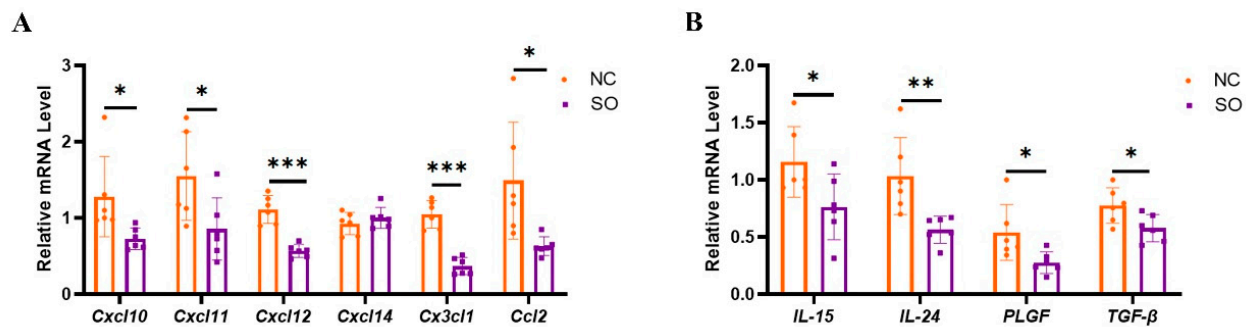 A
Relative mRNA Level
3
2
1
0
*
*
***
***
*
NC
SO
Cxcl10 Cxcl11 Cxcl12 Cxcl14 Cx3cl1 Ccl2
B
Relative mRNA Level
2.0
1.5
1.0
0.5
0.0
*
**
*
*
NC
SO
IL-15 IL-24 PLGF TGF-β